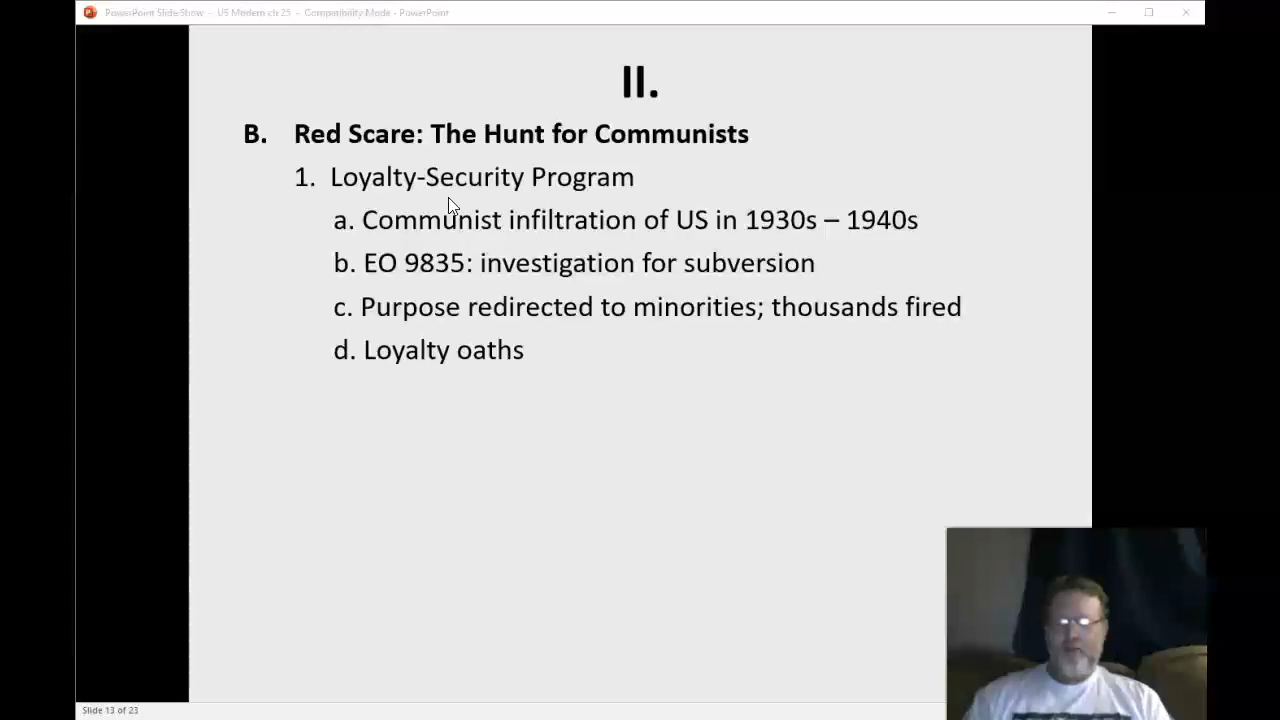 PowerPoint Slide Show - US Modern ch 25 - Compatibility Mode - PowerPoint
II.
B. Red Scare: The Hunt for Communists
1. Loyalty-Security Program
a. Communist infiltration of US in 1930s – 1940s
b. EO 9835: investigation for subversion
c. Purpose redirected to minorities; thousands fired
d. Loyalty oaths
Slide 13 of 23